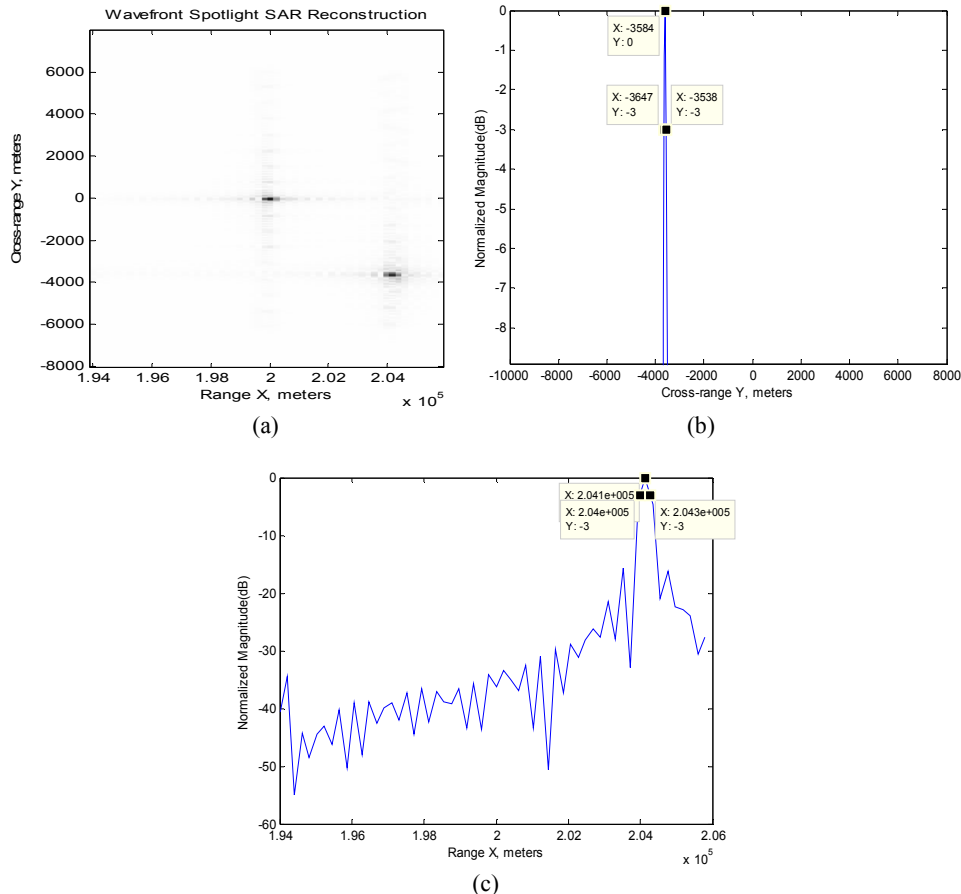 Wavefront Spotlight SAR Reconstruction
Cross-range Y, meters
6000
4000
2000
0
-2000
-4000
-6000
-8000
1.94 1.96 1.98 2 2.02 2.04
Range X, meters
x 10^5
(a)
Normalized Magnitude(dB)
0
-1
-2
-3
-4
-5
-6
-7
-8
X: -3584
Y: 0
X: -3647
Y: -3
X: -3538
Y: -3
-10000 -8000 -6000 -4000 -2000 0 2000 4000 6000 8000
Cross-range Y, meters
(b)
Normalized Magnitude(dB)
0
-10
-20
-30
-40
-50
-60
X: 2.041e+005
X: 2.04e+005
Y: -3
X: 2.043e+005
Y: -3
1.94 1.96 1.98 2 2.02 2.04 2.06
Range X, meters
x 10^5
(c)